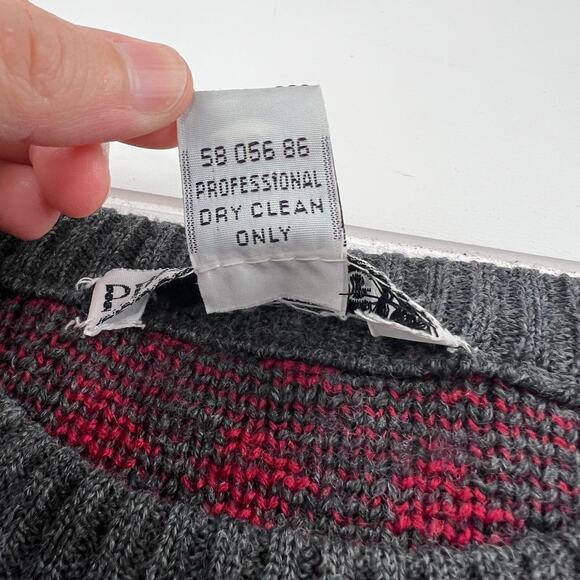 58 056 86
PROFESSIONAL
DRY CLEAN
ONLY